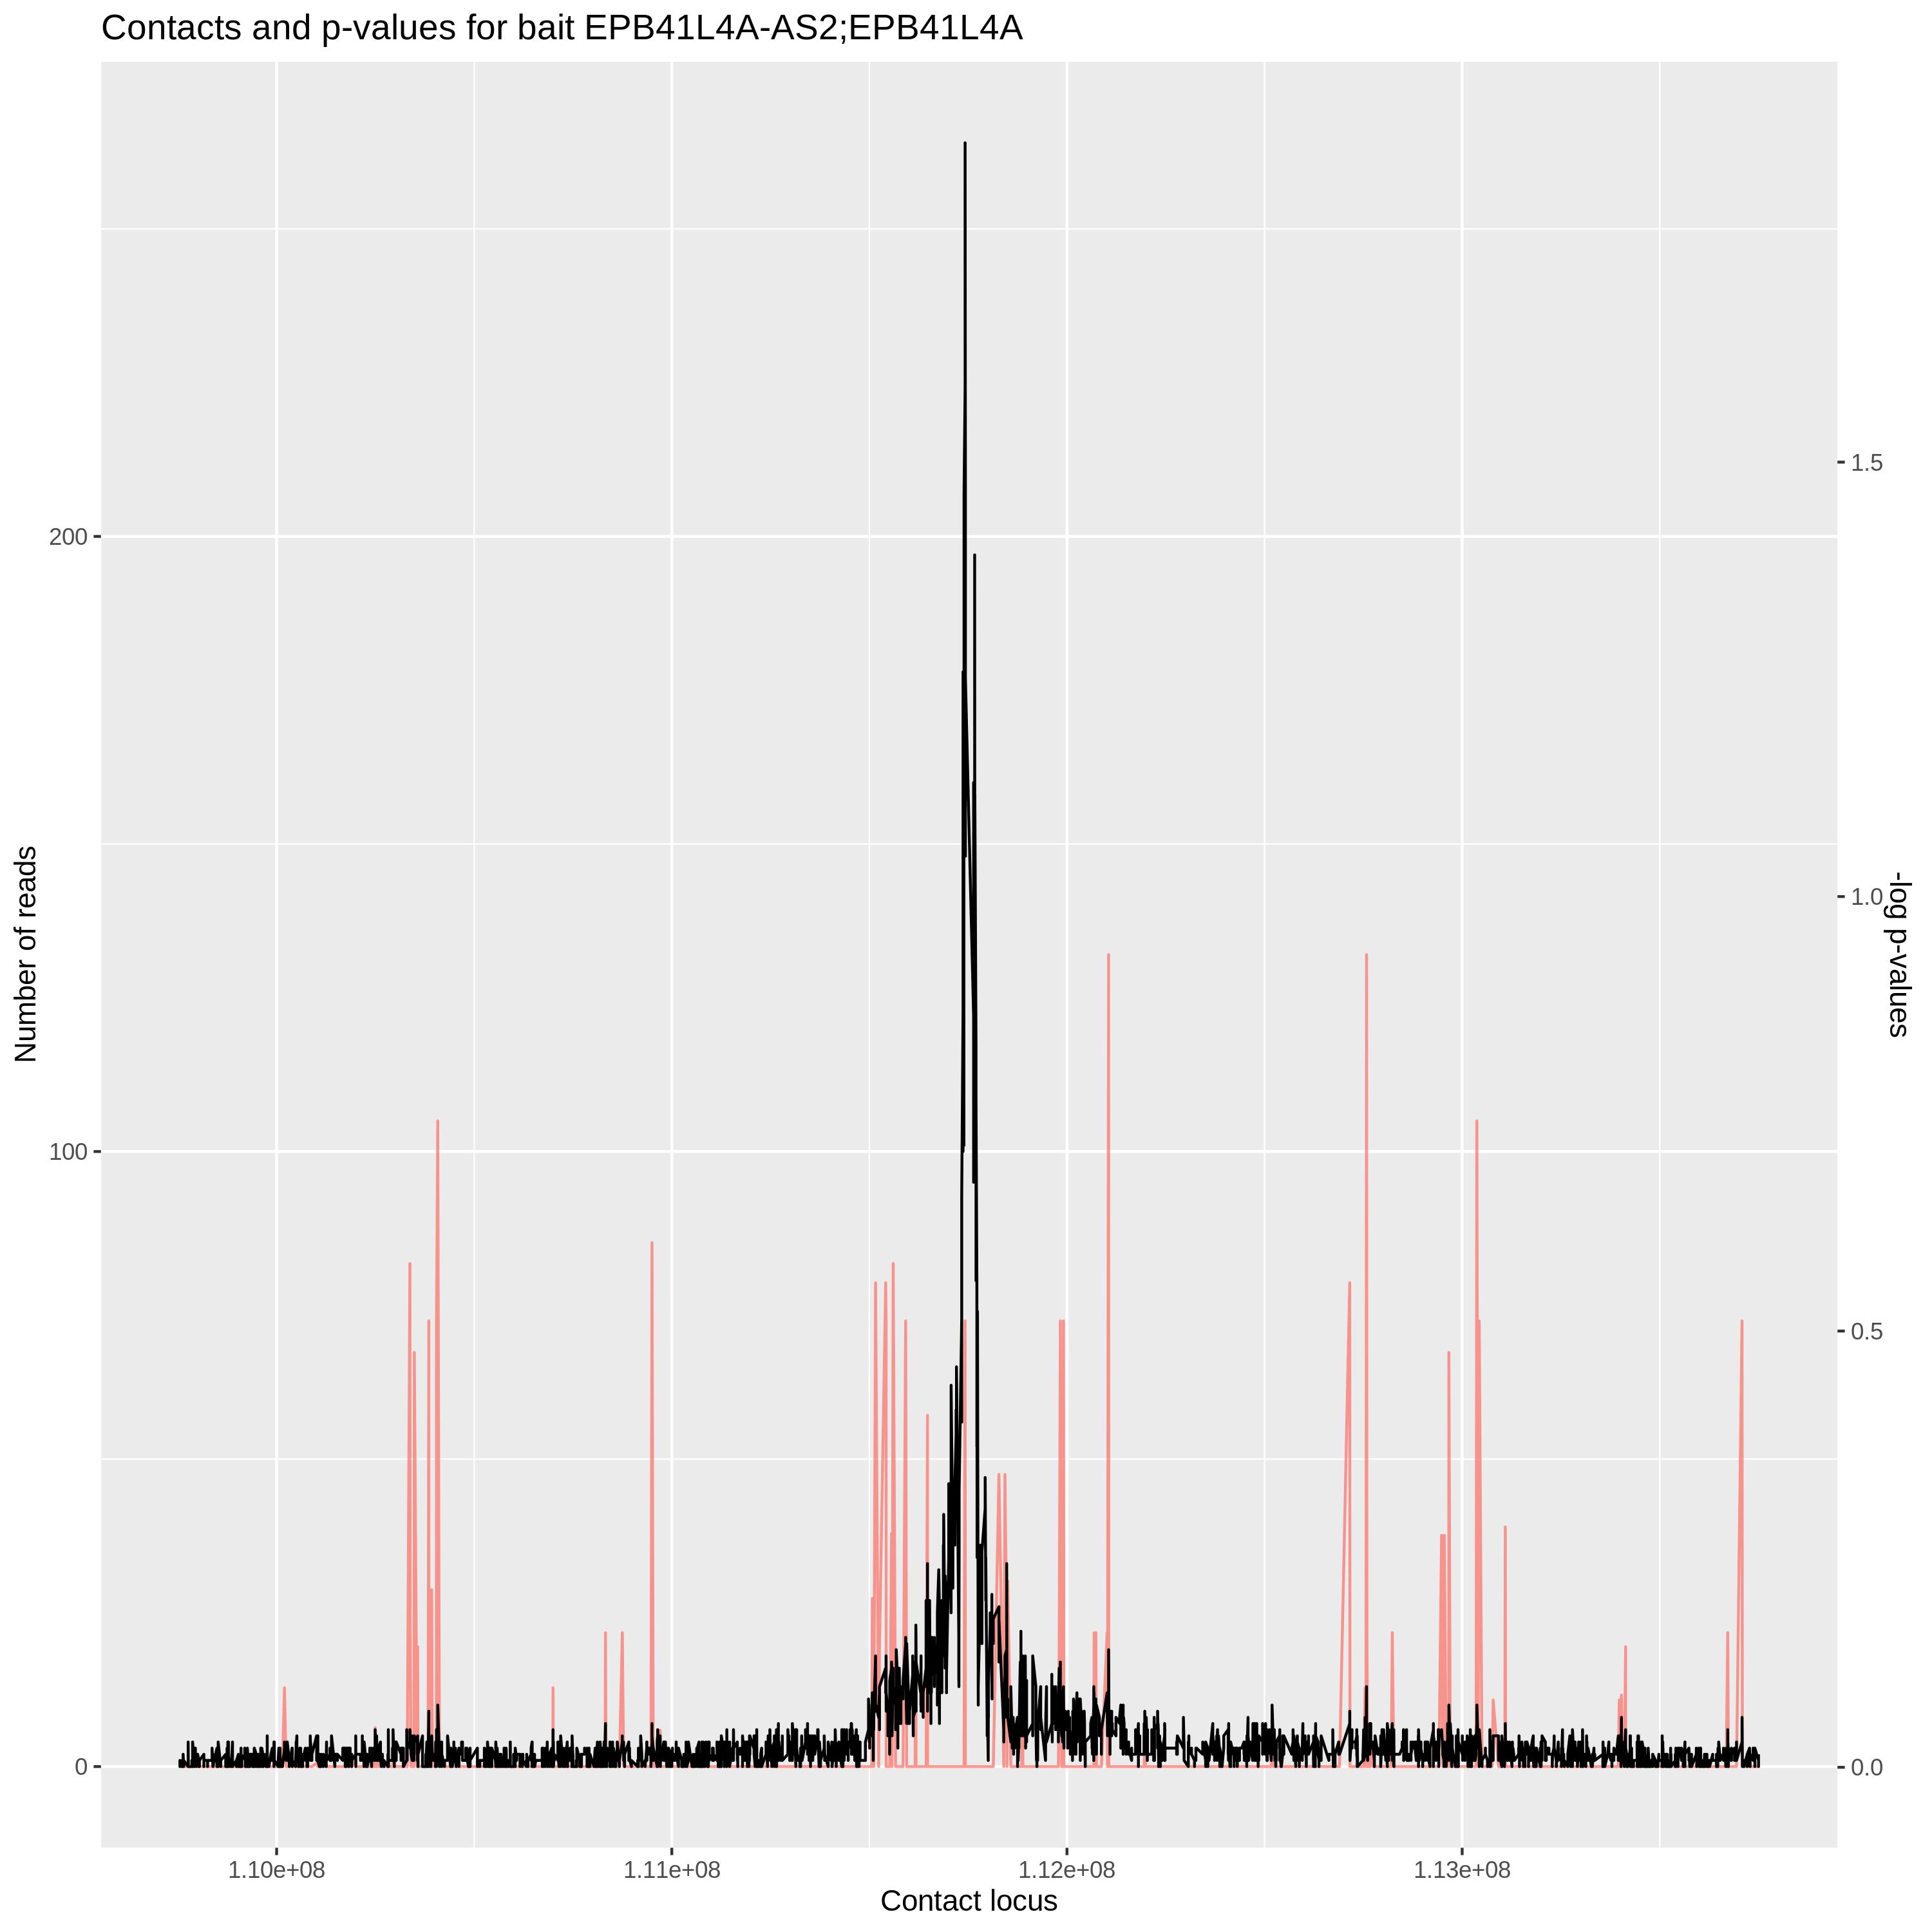 Contacts and p-values for bait EPB41L4A-AS2;EPB41L4A
Number of reads
200
100
0
1.5
1.0
0.5
0.0
-log p-values
1.10e+08
1.11e+08
1.12e+08
1.13e+08
Contact locus